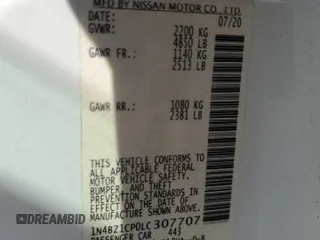 MFD BY NISSAN MOTOR CO., LTD.
DATE: 07/20
GVWR: 2200 KG
4850 LB
GAWR FR.: 1140 KG
2513 LB
GAWR RR.: 1080 KG
2381 LB
THIS VEHICLE CONFORMS TO ALL
APPLICABLE FEDERAL
MOTOR VEHICLE SAFETY,
BUMPER, AND THEFT
PREVENTION STANDARDS IN
EFFECT ON THE DATE OF
MANUFACTURE SHOWN ABOVE.
1N4BZ1CP0LC 307707
PASSENGER CAR 443
DREAMBID